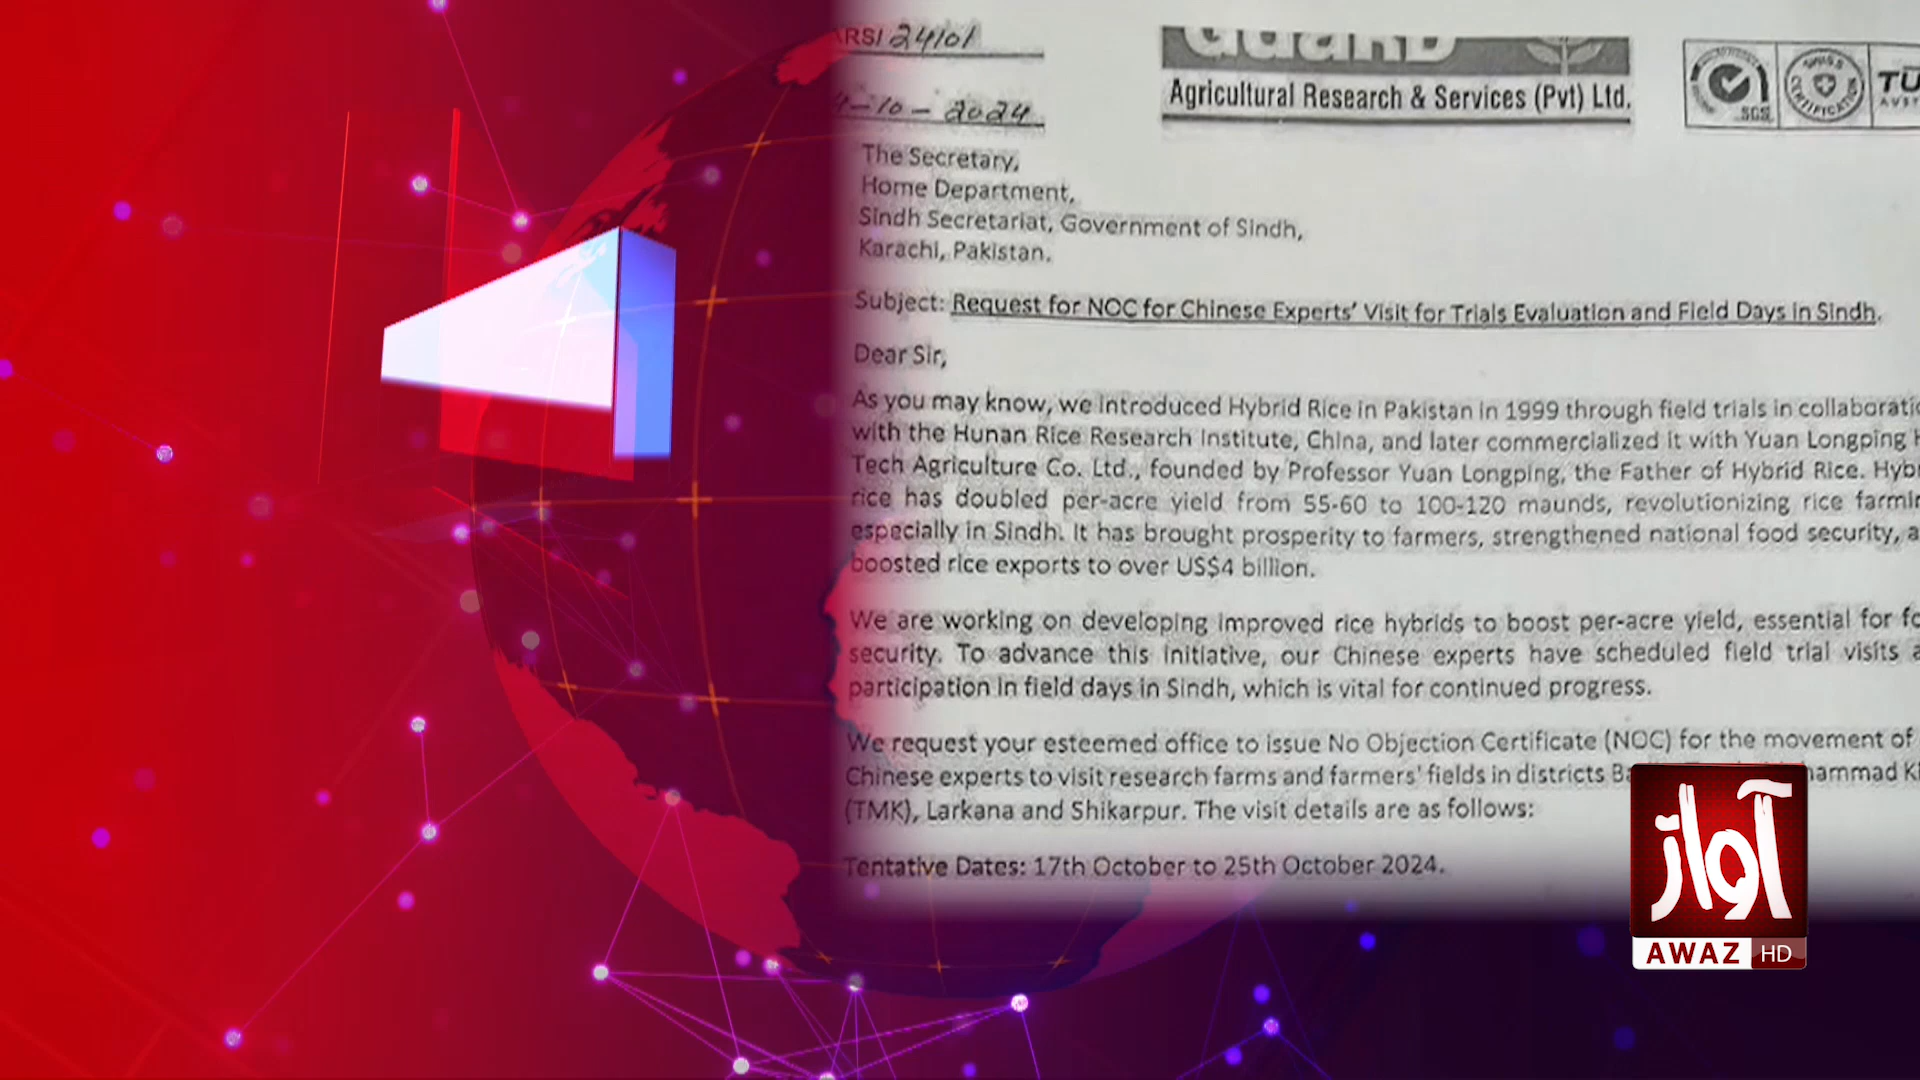 ARS/ 24101
-10-2024
GuarD
Agricultural Research & Services (Pvt) Ltd.
SGS
SWISS CERTIFICATION
The Secretary,
Home Department,
Sindh Secretariat, Government of Sindh,
Karachi, Pakistan.
Subject: Request for NOC for Chinese Experts' Visit for Trials Evaluation and Field Days in Sindh.
Dear Sir,
As you may know, we introduced Hybrid Rice in Pakistan in 1999 through field trials in
with the Hunan Rice Research Institute, China, and later commercialized it with Yuan Longping
Tech Agriculture Co. Ltd., founded by Professor Yuan Longping, the Father of Hybrid Rice.
rice has doubled per-acre yield from 55-60 to 100-120 maunds, revolutionizing rice
especially in Sindh. It has brought prosperity to farmers, strengthened national food security,
boosted rice exports to over US$4 billion.
We are working on developing improved rice hybrids to boost per-acre yield, essential for
security. To advance this initiative, our Chinese experts have scheduled field trial visits
participation in field days in Sindh, which is vital for continued progress.
We request your esteemed office to issue No Objection Certificate (NOC) for the movement of
Chinese experts to visit research farms and farmers' fields in districts
(TMK), Larkana and Shikarpur. The visit details are as follows:
Tentative Dates: 17th October to 25th October 2024.
آواز
AWAZ HD